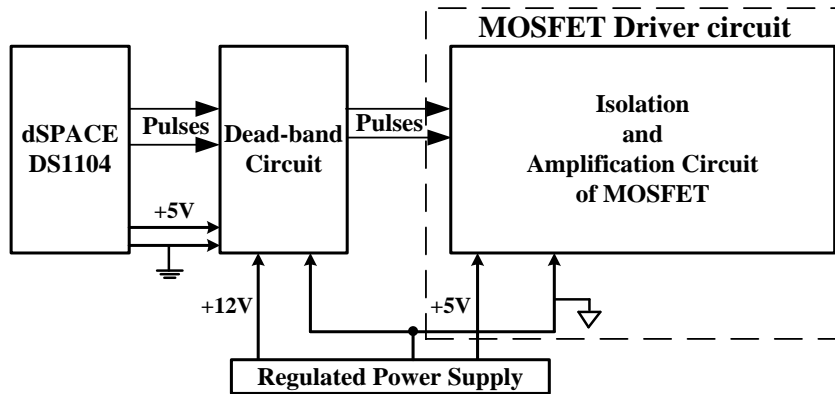 MOSFET Driver circuit
dSPACE
DS1104
Pulses
Dead-band
Circuit
Pulses
Isolation
and
Amplification Circuit
of MOSFET
+5V
+12V
+5V
Regulated Power Supply